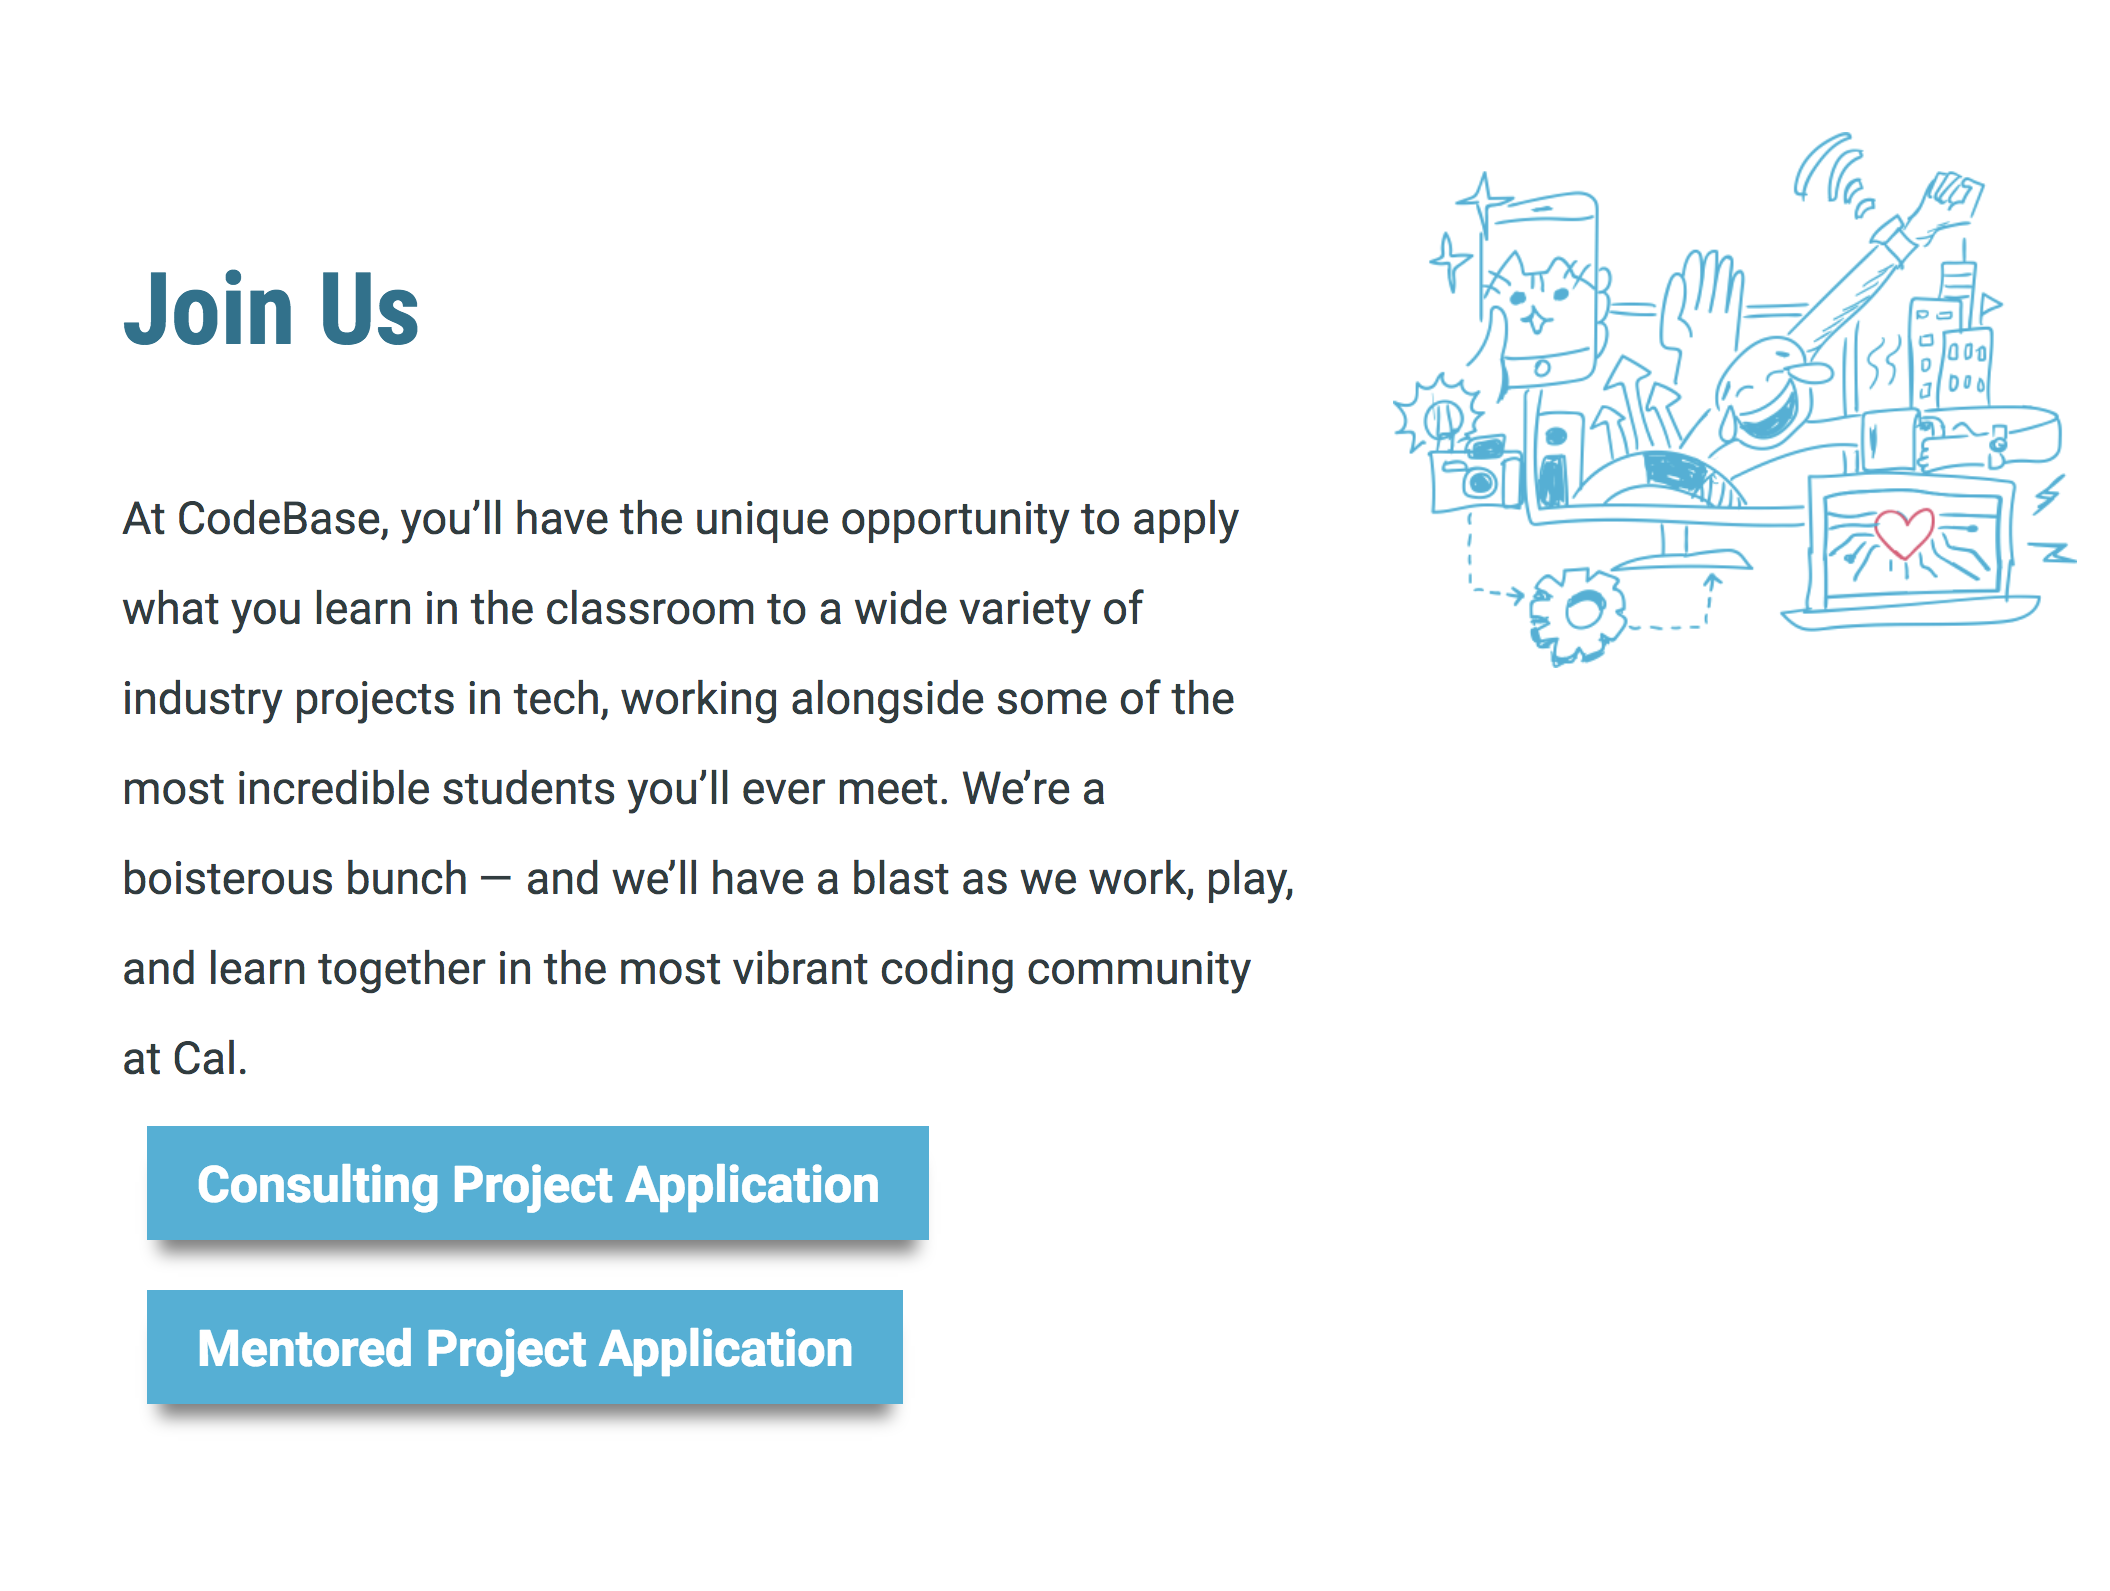 Join Us
At CodeBase, you’ll have the unique opportunity to apply
what you learn in the classroom to a wide variety of
industry projects in tech, working alongside some of the
most incredible students you’ll ever meet. We’re a
boisterous bunch — and we’ll have a blast as we work, play,
and learn together in the most vibrant coding community
at Cal.
Consulting Project Application
Mentored Project Application